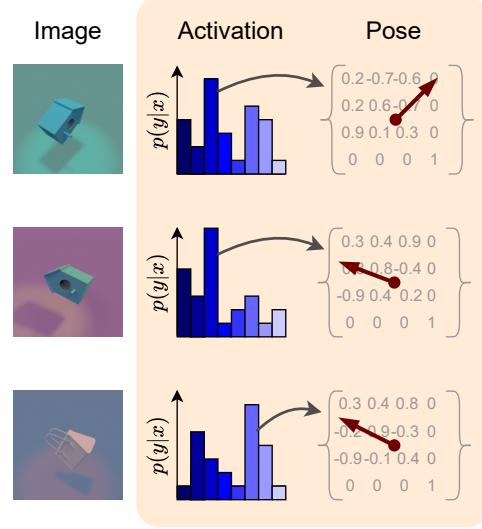 Image Activation Pose
p(y|x)
0.2 -0.7 -0.6 0
0.2 0.6 -0.7 0
0.9 0.1 0.3 0
0 0 0 1
p(y|x)
0.3 0.4 0.9 0
0.8 -0.4 0
-0.9 0.4 0.2 0
0 0 0 1
p(y|x)
0.3 0.4 0.8 0
-0.2 0.9 -0.3 0
-0.9 -0.1 0.4 0
0 0 0 1